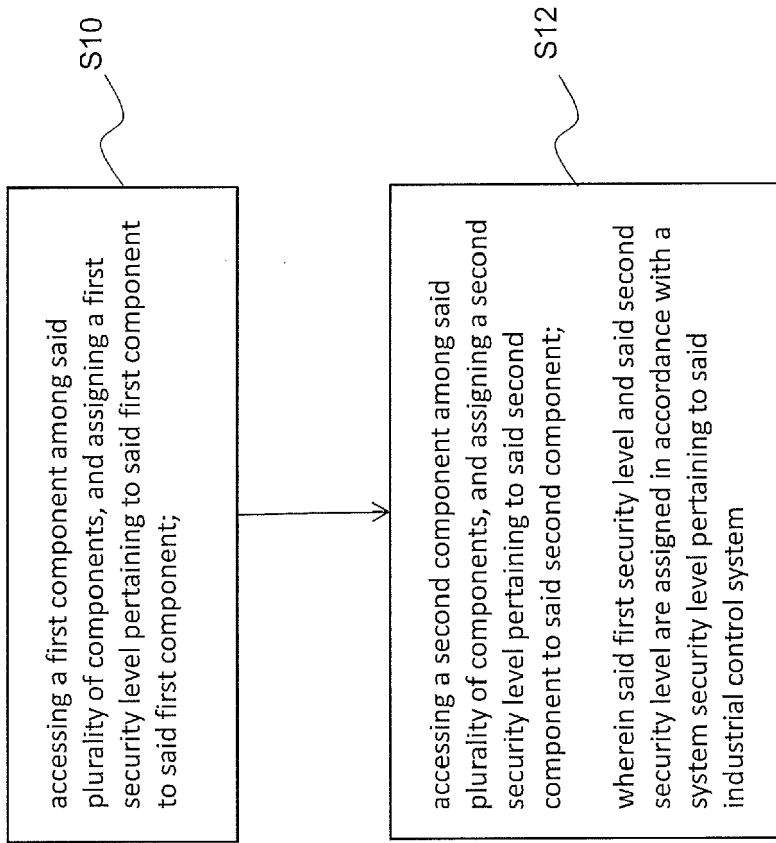 accessing a first component among said
plurality of components, and assigning a first
security level pertaining to said first component
to said first component;
S10
accessing a second component among said
plurality of components, and assigning a second
security level pertaining to said second
component to said second component;
wherein said first security level and said second
security level are assigned in accordance with a
system security level pertaining to said
industrial control system
S12